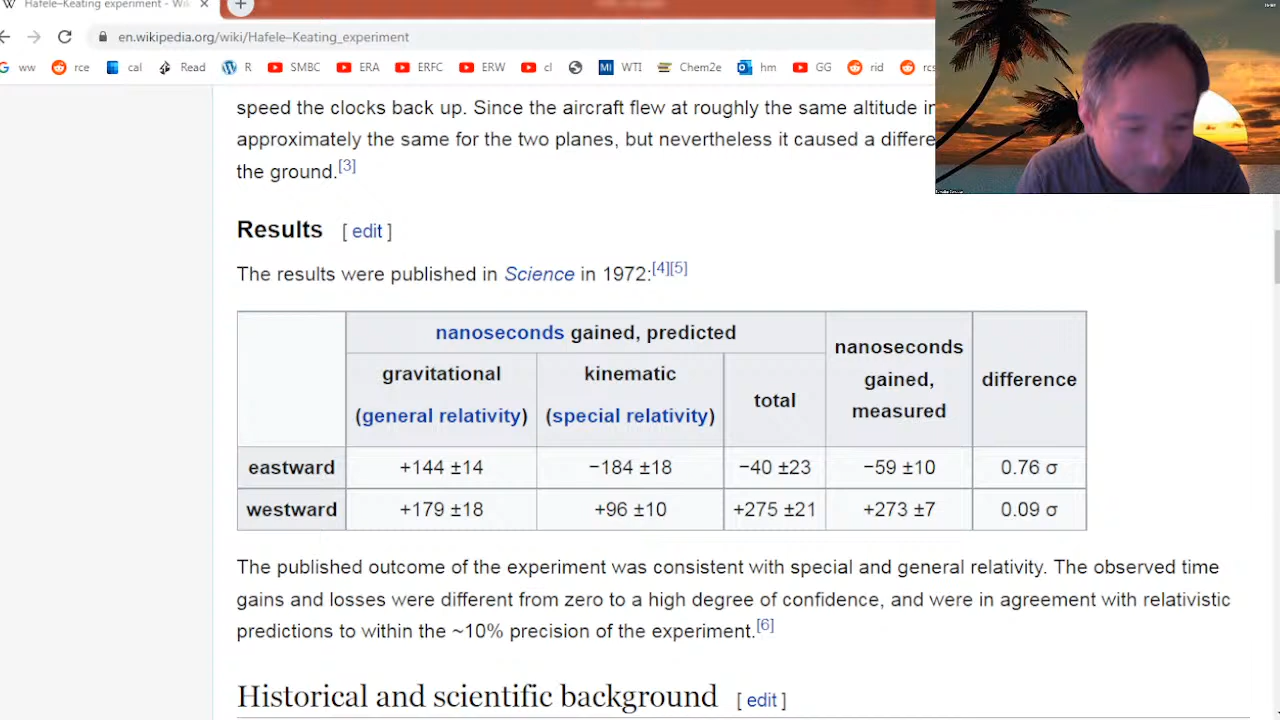 Hafele–Keating experiment - Wi
en.wikipedia.org/wiki/Hafele–Keating_experiment
ww rce cal Read R SMBC ERA ERFC ERW cl WTI Chem2e hm GG rid rcs
speed the clocks back up. Since the aircraft flew at roughly the same altitude in
approximately the same for the two planes, but nevertheless it caused a differe
the ground.[3]
Results [ edit ]
The results were published in Science in 1972:[4][5]
nanoseconds gained, predicted
nanoseconds gained, measured
difference
gravitational (general relativity)
kinematic (special relativity)
total
eastward +144 ±14 −184 ±18 −40 ±23 −59 ±10 0.76 σ
westward +179 ±18 +96 ±10 +275 ±21 +273 ±7 0.09 σ
The published outcome of the experiment was consistent with special and general relativity. The observed time
gains and losses were different from zero to a high degree of confidence, and were in agreement with relativistic
predictions to within the ~10% precision of the experiment.[6]
Historical and scientific background [ edit ]